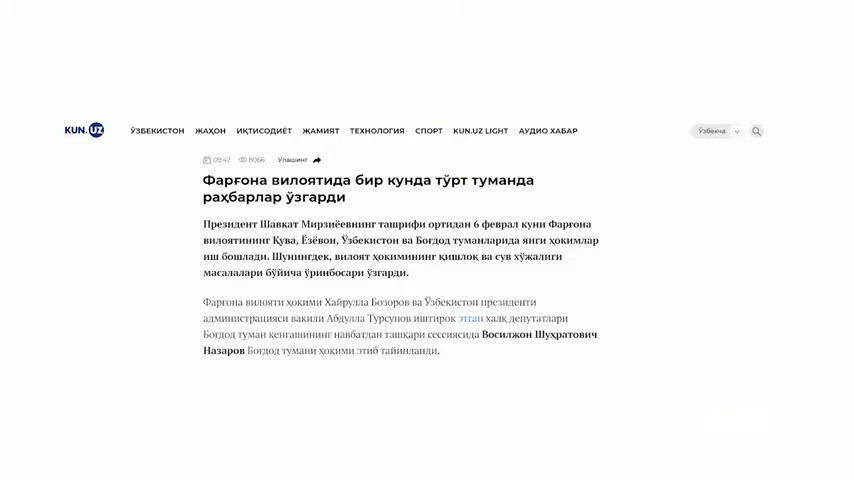 KUN.UZ ЎЗБЕКИСТОН ЖАҲОН ИҚТИСОДИЁТ ЖАМИЯТ ТЕХНОЛОГИЯ СПОРТ KUN.UZ LIGHT АУДИО ХАБАР Ўзбекча
09:42 8066 Улашинг
Фарғона вилоятида бир кунда тўрт туманда
раҳбарлар ўзгарди
Президент Шавкат Мирзиёевнинг ташрифи ортидан 6 феврал куни Фарғона
вилоятининг Қува, Ёзёвон, Ўзбекистон ва Боғдод туманларида янги ҳокимлар
иш бошлади. Шунингдек, вилоят ҳокимининг қишлоқ ва сув хўжалиги
масалалари бўйича ўринбосари ўзгарди.
Фарғона вилояти ҳокими Хайрулла Бозоров ва Ўзбекистон президенти
администрацияси вакили Абдулла Турсунов иштирок этган халқ депутатлари
Боғдод туман кенгашининг навбатдан ташқари сессиясида Восилжон Шуҳратович
Назаров Боғдод тумани ҳокими этиб тайинланди.